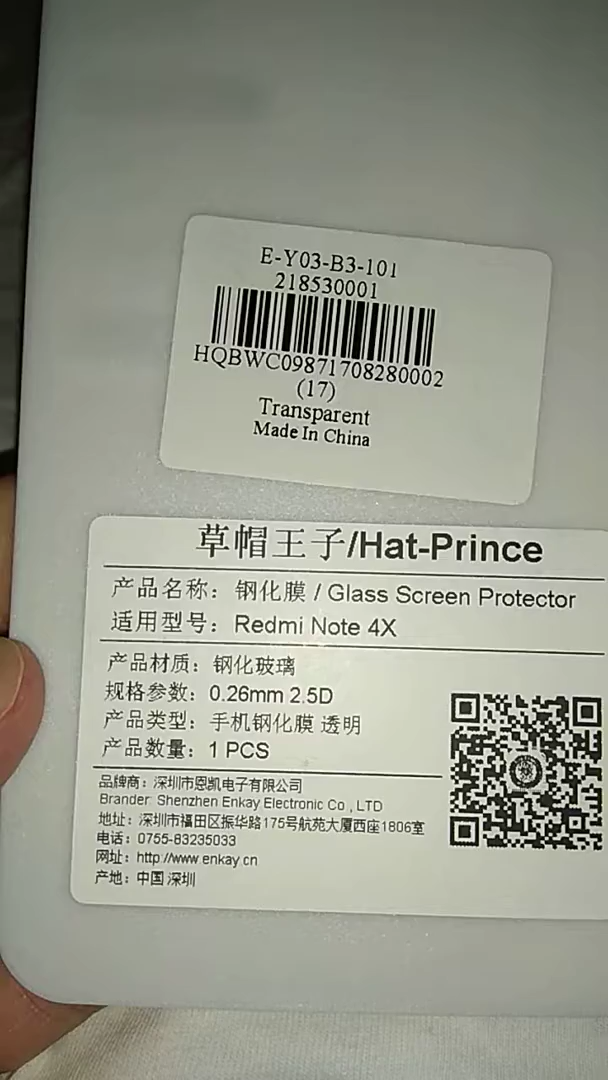 E-Y03-B3-101
218530001
HQBWC09871708280002
(17)
Transparent
Made In China
草帽王子/Hat-Prince
产品名称：钢化膜 / Glass Screen Protector
适用型号：Redmi Note 4X
产品材质：钢化玻璃
规格参数：0.26mm 2.5D
产品类型：手机钢化膜 透明
产品数量：1 PCS
品牌商：深圳市恩凯电子有限公司
Brander: Shenzhen Enkay Electronic Co., LTD
地址：深圳市福田区振华路175号航苑大厦西座1806室
电话：0755-83235033
网址：http://www.enkay.cn
产地：中国 深圳